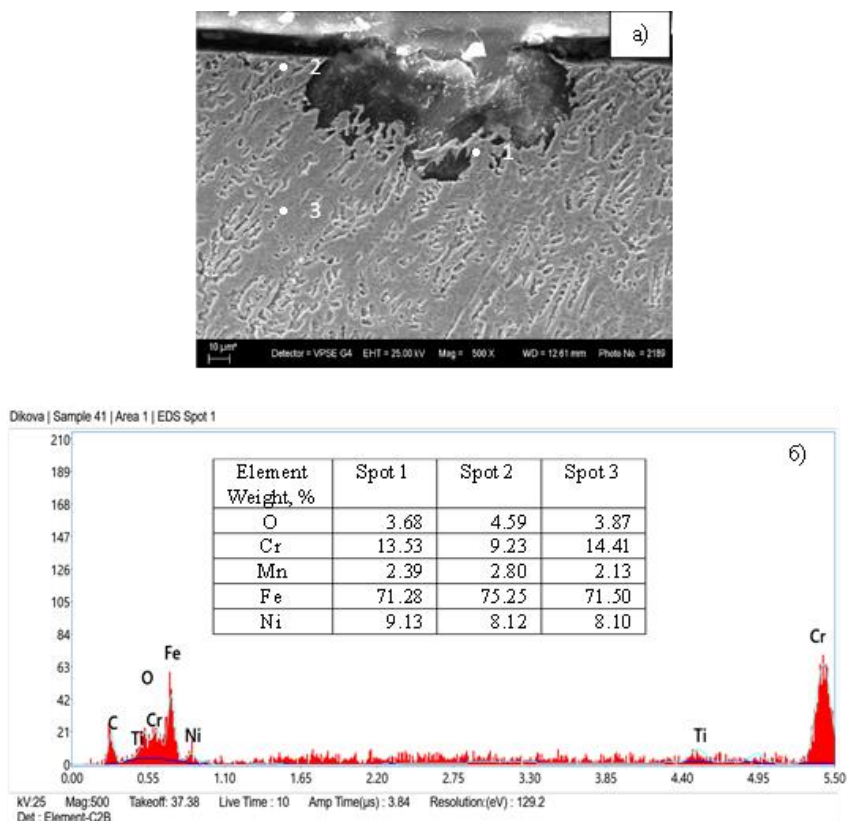 а)
2
1
3
10 µm*
Detector = VPSE G4 EHT = 25.00 kV Mag = 500 X WD = 12.61 mm Photo No. = 2189
Dikova | Sample 41 | Area 1 | EDS Spot 1
б)
210
189
168
147
126
105
84
63
42
21
0
Element Weight, % Spot 1 Spot 2 Spot 3
O 3.68 4.59 3.87
Cr 13.53 9.23 14.41
Mn 2.39 2.80 2.13
Fe 71.28 75.25 71.50
Ni 9.13 8.12 8.10
C
Ti
O
Cr
Fe
Ni
Ti
Cr
0.00 0.55 1.10 1.65 2.20 2.75 3.30 3.85 4.40 4.95 5.50
kV:25 Mag:500 Takeoff: 37.38 Live Time : 10 Amp Time(µs) : 3.84 Resolution:(eV) : 129.2
Det : Element-C2B